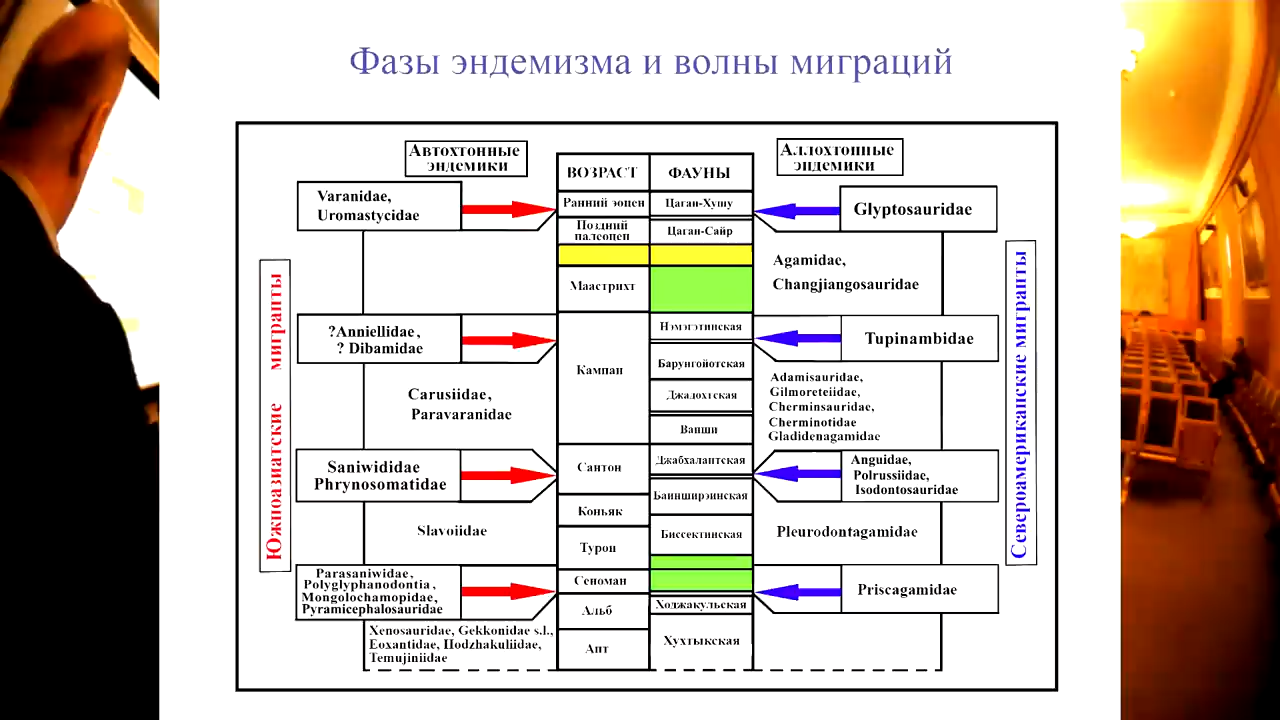 Фазы эндемизма и волны миграций
Автохтонные
эндемики
Аллохтонные
эндемики
ВОЗРАСТ
ФАУНЫ
Varanidae,
Uromastycidae
Ранний эоцен
Цаган-Хушу
Glyptosauridae
Поздний
палеоцен
Цаган-Сайр
Agamidae,
Changjiangosauridae
Маастрихт
?Anniellidae,
? Dibamidae
Нэмэгэтинская
Tupinambidae
Кампан
Барунгойотская
Carusiidae,
Paravaranidae
Джадохтская
Adamisauridae,
Gilmoreteiidae,
Cherminsauridae,
Cherminotidae
Gladidenagamidae
Ванши
Saniwididae
Phrynosomatidae
Сантон
Джабхалантская
Anguidae,
Polrussiidae,
Isodontosauridae
Баинширэинская
Коньяк
Slavoiidae
Турон
Биссектинская
Pleurodontagamidae
Parasaniwidae,
Polyglyphanodontia,
Mongolochamopidae,
Pyramicephalosauridae
Сеноман
Priscagamidae
Альб
Ходжакульская
Xenosauridae, Gekkonidae s.l.,
Eoxantidae, Hodzhakuliidae,
Temujiniidae
Апт
Хухтыкская
Южноазиатские мигранты
Североамериканские мигранты